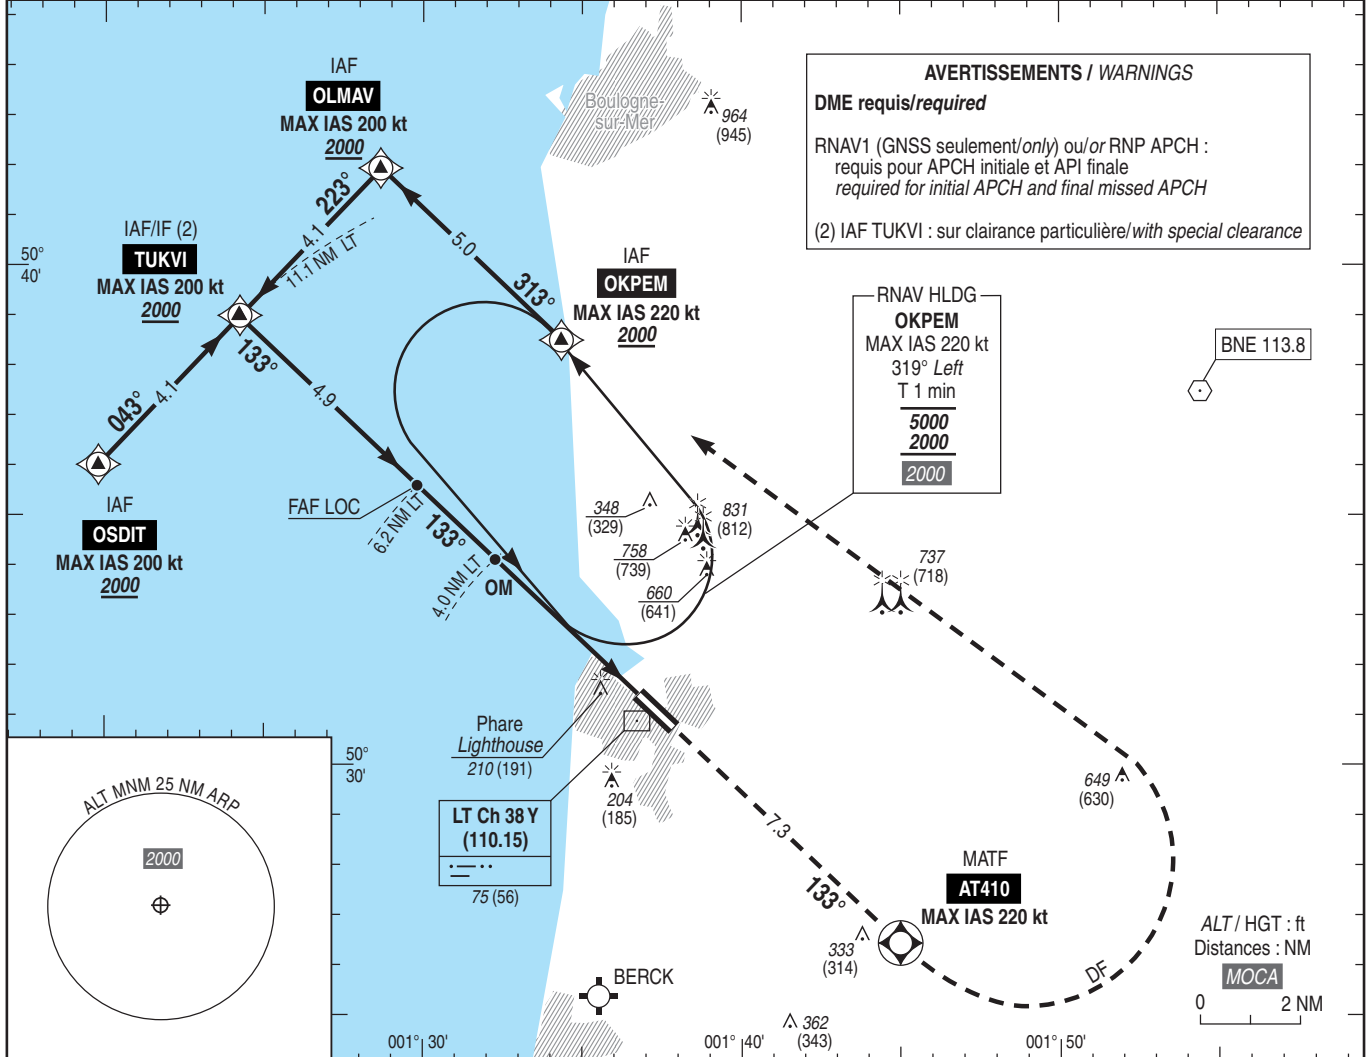 IAF
OLMAV
MAX IAS 200 kt
2000
Boulogne-
sur-Mer
964
(945)
AVERTISSEMENTS / WARNINGS
DME requis/required
RNAV1 (GNSS seulement/only) ou/or RNP APCH :
requis pour APCH initiale et API finale
required for initial APCH and final missed APCH
(2) IAF TUKVI : sur clairance particulière/with special clearance
223°
4.1
11.1 NM LT
5.0
313°
IAF/IF (2)
TUKVI
MAX IAS 200 kt
2000
50°
40'
IAF
OKPEM
MAX IAS 220 kt
2000
RNAV HLDG
OKPEM
MAX IAS 220 kt
319° Left
T 1 min
5000
2000
2000
BNE 113.8
133°
4.9
043°
4.1
IAF
OSDIT
MAX IAS 200 kt
2000
FAF LOC
6.2 NM LT
133°
4.0 NM LT
OM
348
(329)
831
(812)
758
(739)
660
(641)
737
(718)
Phare
Lighthouse
210 (191)
50°
30'
204
(185)
LT Ch 38 Y
(110.15)
75 (56)
649
(630)
7.3
133°
MATF
AT410
MAX IAS 220 kt
333
(314)
DF
ALT MNM 25 NM ARP
2000
BERCK
362
(343)
ALT / HGT : ft
Distances : NM
MOCA
0 2 NM
001° 30'
001° 40'
001° 50'